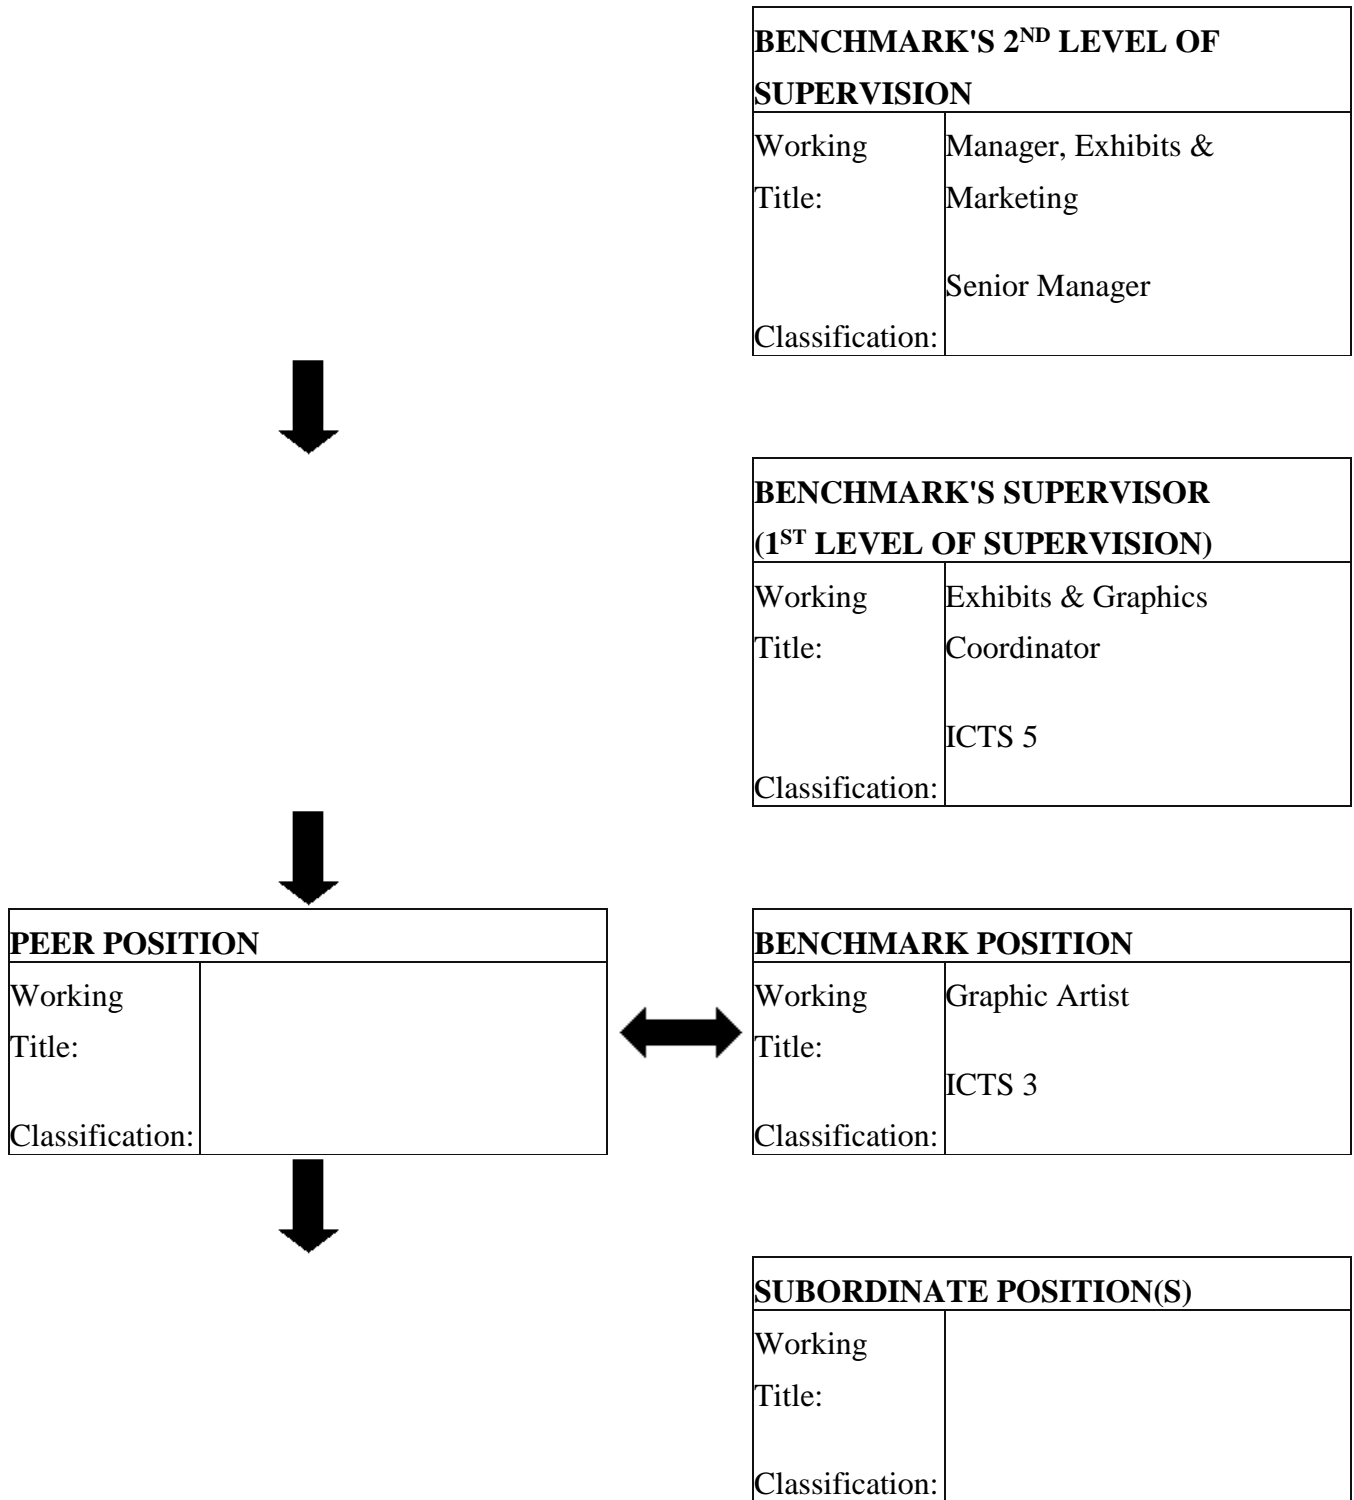 BENCHMARK'S 2ND LEVEL OF
SUPERVISION
Working Manager, Exhibits &
Title: Marketing
Senior Manager
Classification:
BENCHMARK'S SUPERVISOR
(1ST LEVEL OF SUPERVISION)
Working Exhibits & Graphics
Title: Coordinator
ICTS 5
Classification:
PEER POSITION
Working
Title:
Classification:
BENCHMARK POSITION
Working Graphic Artist
Title:
ICTS 3
Classification:
SUBORDINATE POSITION(S)
Working
Title:
Classification: